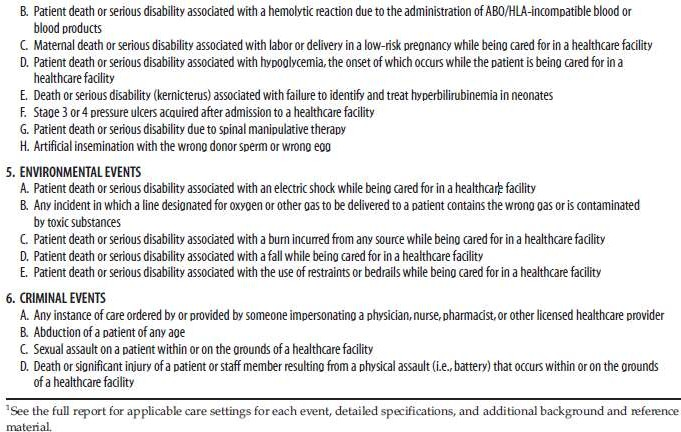 B. Patient death or serious disability associated with a hemolytic reaction due to the administration of ABO/HLA-incompatible blood or
blood products
C. Maternal death or serious disability associated with labor or delivery in a low-risk pregnancy while being cared for in a healthcare facility
D. Patient death or serious disability associated with hypoglycemia, the onset of which occurs while the patient is being cared for in a
healthcare facility
E. Death or serious disability (kernicterus) associated with failure to identify and treat hyperbilirubinemia in neonates
F. Stage 3 or 4 pressure ulcers acquired after admission to a healthcare facility
G. Patient death or serious disability due to spinal manipulative therapy
H. Artificial insemination with the wrong donor sperm or wrong egg
5. ENVIRONMENTAL EVENTS
A. Patient death or serious disability associated with an electric shock while being cared for in a healthcare facility
B. Any incident in which a line designated for oxygen or other gas to be delivered to a patient contains the wrong gas or is contaminated
by toxic substances
C. Patient death or serious disability associated with a burn incurred from any source while being cared for in a healthcare facility
D. Patient death or serious disability associated with a fall while being cared for in a healthcare facility
E. Patient death or serious disability associated with the use of restraints or bedrails while being cared for in a healthcare facility
6. CRIMINAL EVENTS
A. Any instance of care ordered by or provided by someone impersonating a physician, nurse, pharmacist, or other licensed healthcare provider
B. Abduction of a patient of any age
C. Sexual assault on a patient within or on the grounds of a healthcare facility
D. Death or significant injury of a patient or staff member resulting from a physical assault (i.e., battery) that occurs within or on the grounds
of a healthcare facility
¹See the full report for applicable care settings for each event, detailed specifications, and additional background and reference
material.